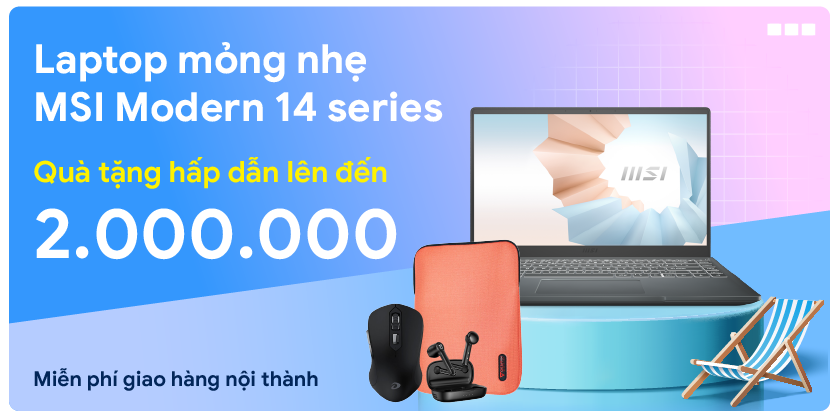 Laptop mỏng nhẹ
MSI Modern 14 series
Quà tặng hấp dẫn lên đến
2.000.000
Miễn phí giao hàng nội thành
msi